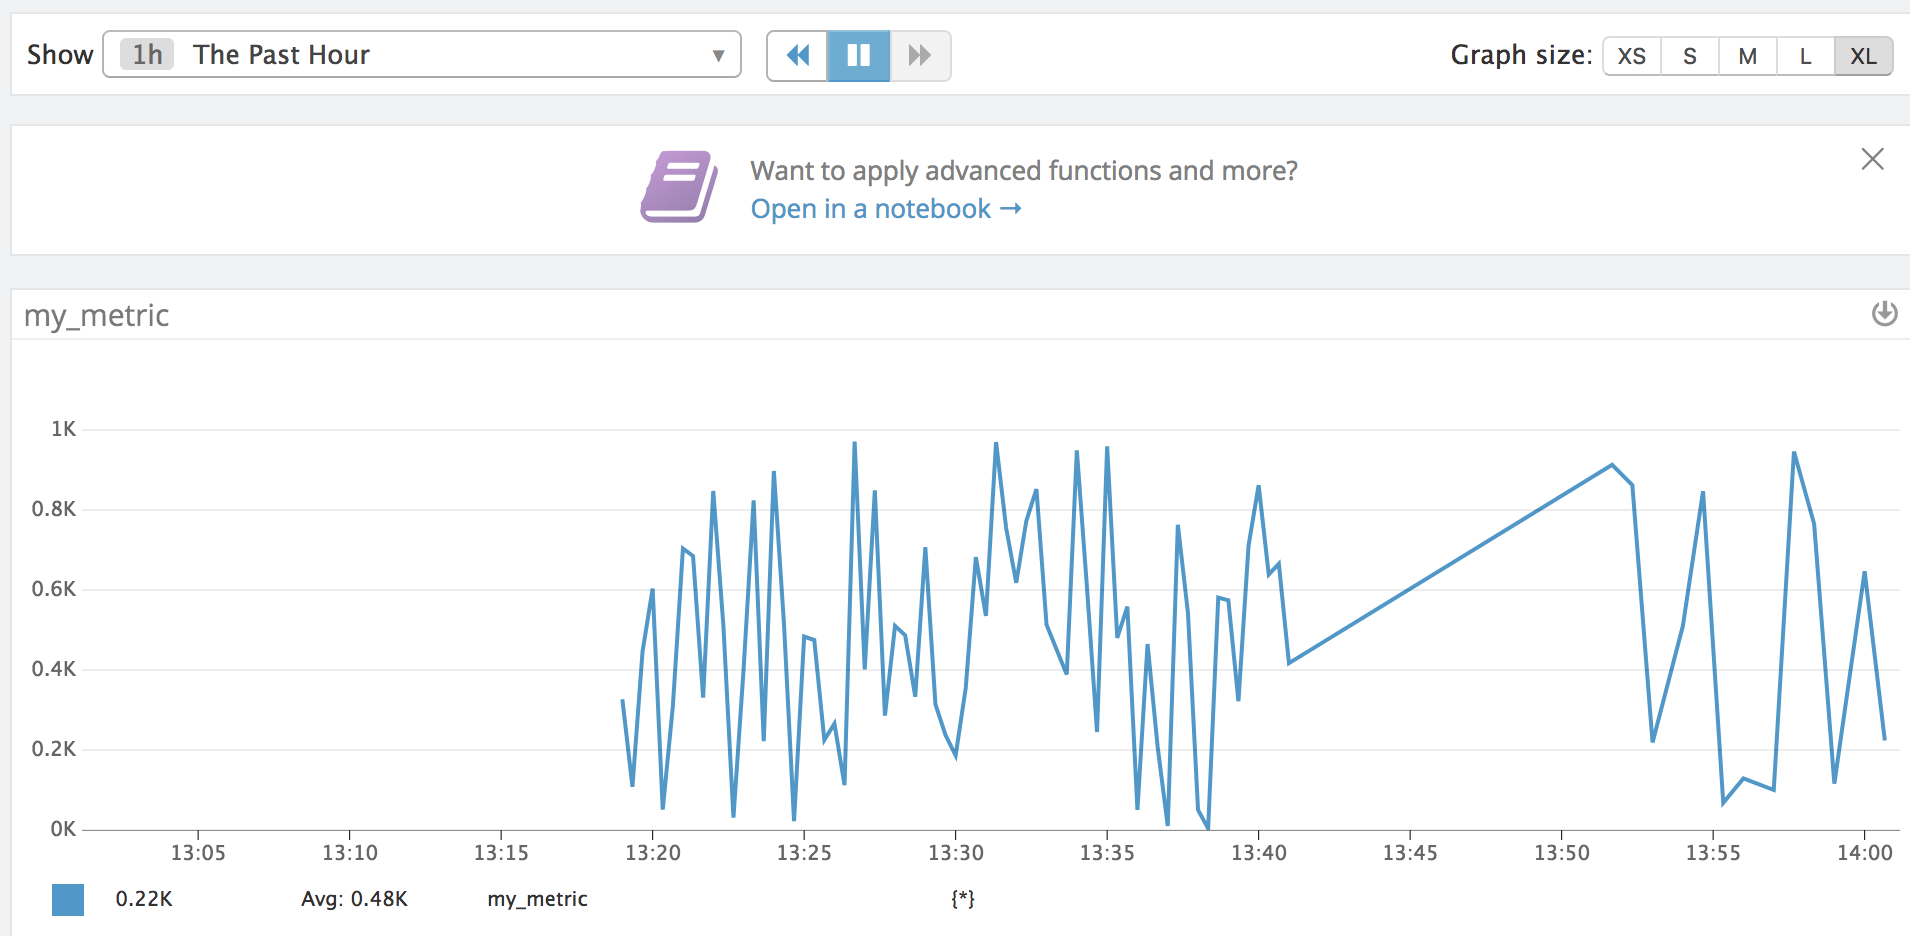 Show 1h The Past Hour Graph size: XS S M L XL
Want to apply advanced functions and more?
Open in a notebook →
my_metric
1K
0.8K
0.6K
0.4K
0.2K
0K
13:05 13:10 13:15 13:20 13:25 13:30 13:35 13:40 13:45 13:50 13:55 14:00
0.22K Avg: 0.48K my_metric {*}